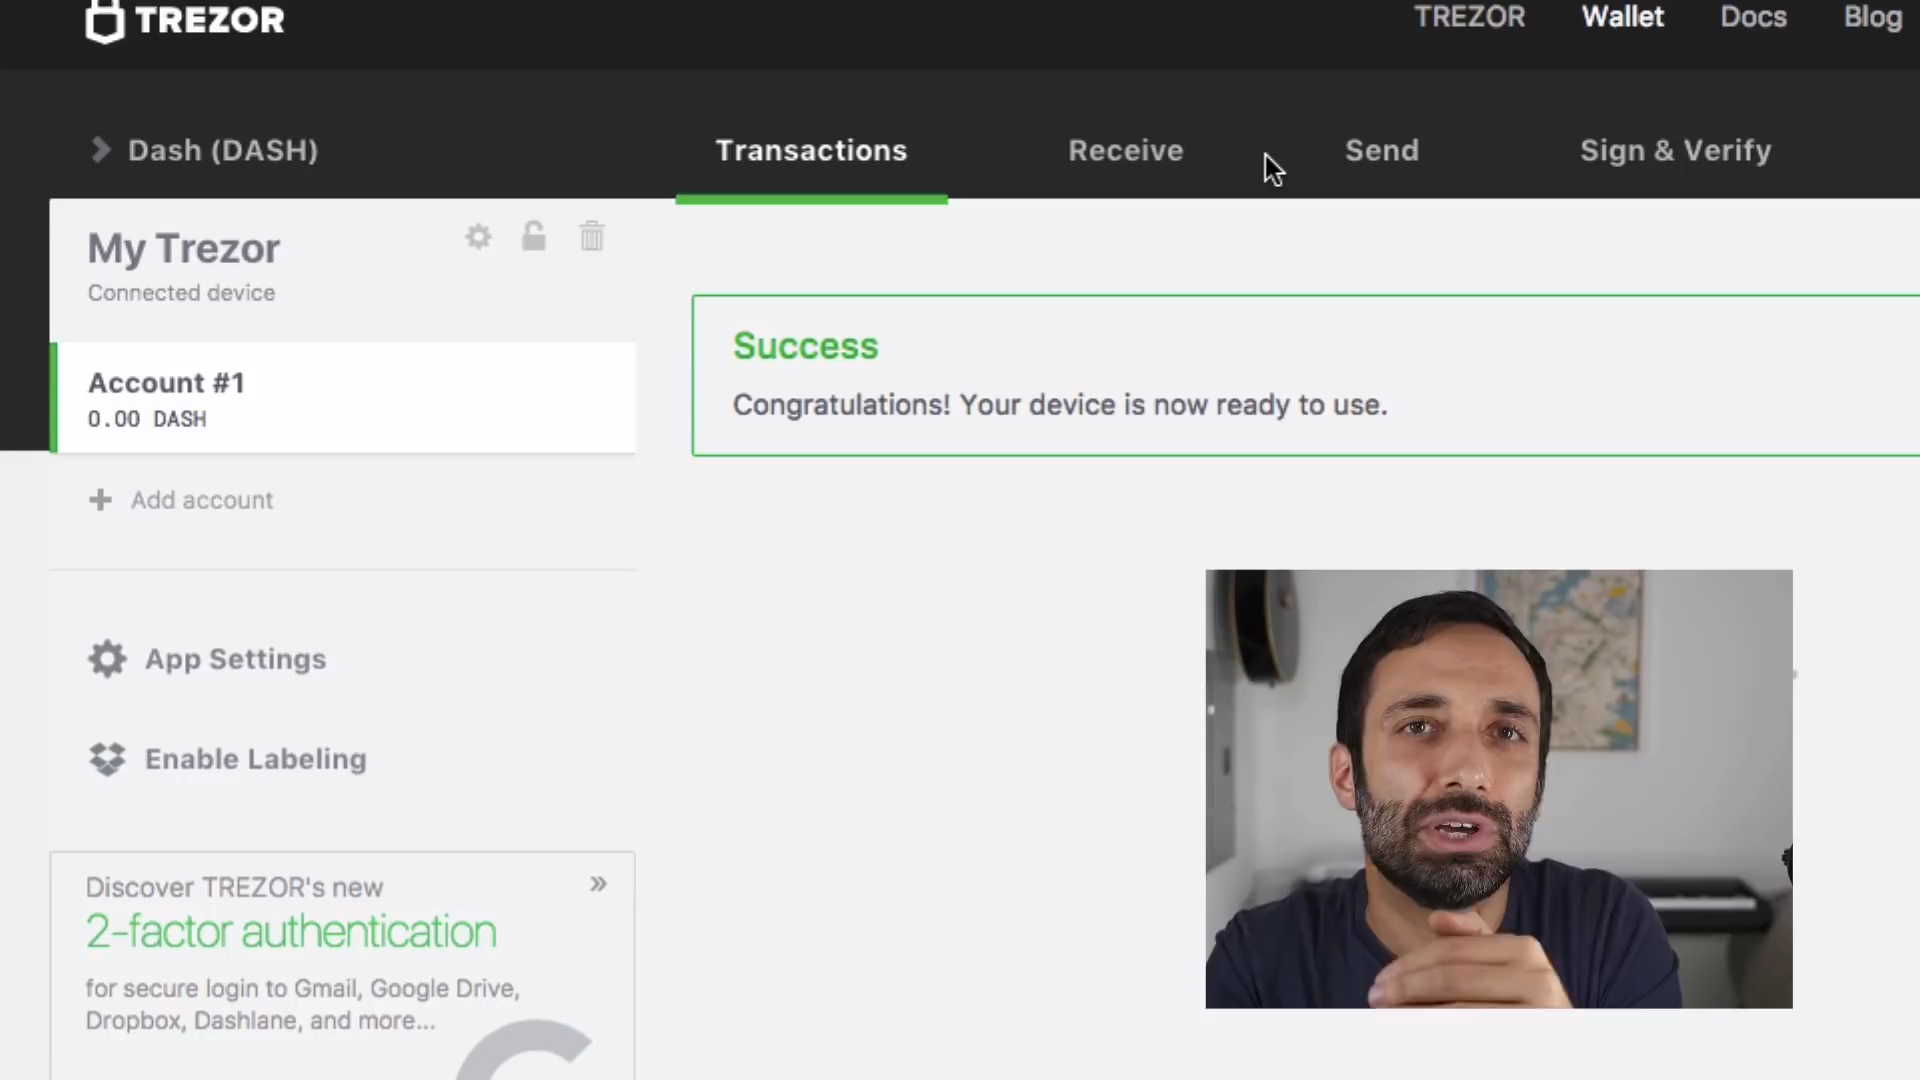 TREZOR
TREZOR Wallet Docs Blog
Dash (DASH)
Transactions Receive Send Sign & Verify
My Trezor
Connected device
Account #1
0.00 DASH
Add account
App Settings
Enable Labeling
Discover TREZOR's new
2-factor authentication
for secure login to Gmail, Google Drive,
Dropbox, Dashlane, and more...
Success
Congratulations! Your device is now ready to use.